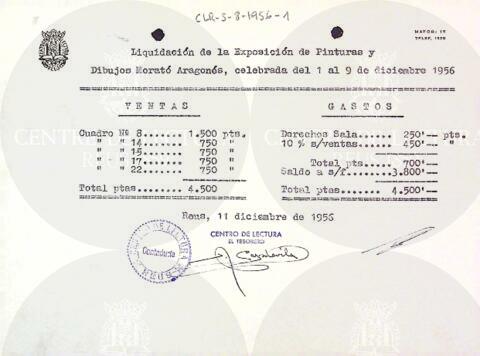 CLR-S-8-1956-1
MAYOR, 15
TELEF. 1920
Liquidación de la Exposición de Pinturas y
Dibujos Morató Aragonés, celebrada del 1 al 9 de diciembre 1956
VENTAS
GASTOS
Cuadro Nº 8...... 1.500 pts.
" " 14...... 750 "
" " 15...... 750 "
" " 17...... 750 "
" " 22...... 750 "
Total ptas....... 4.500
Derechos Sala..... 250'— pts.
10 % s/ventas..... 450'— "
Total pts. 700'—
Saldo a s/f....... 3.800'—
Total ptas........ 4.500'—
Reus, 11 diciembre de 1956
CENTRO DE LECTURA
EL TESORERO
Contaduría